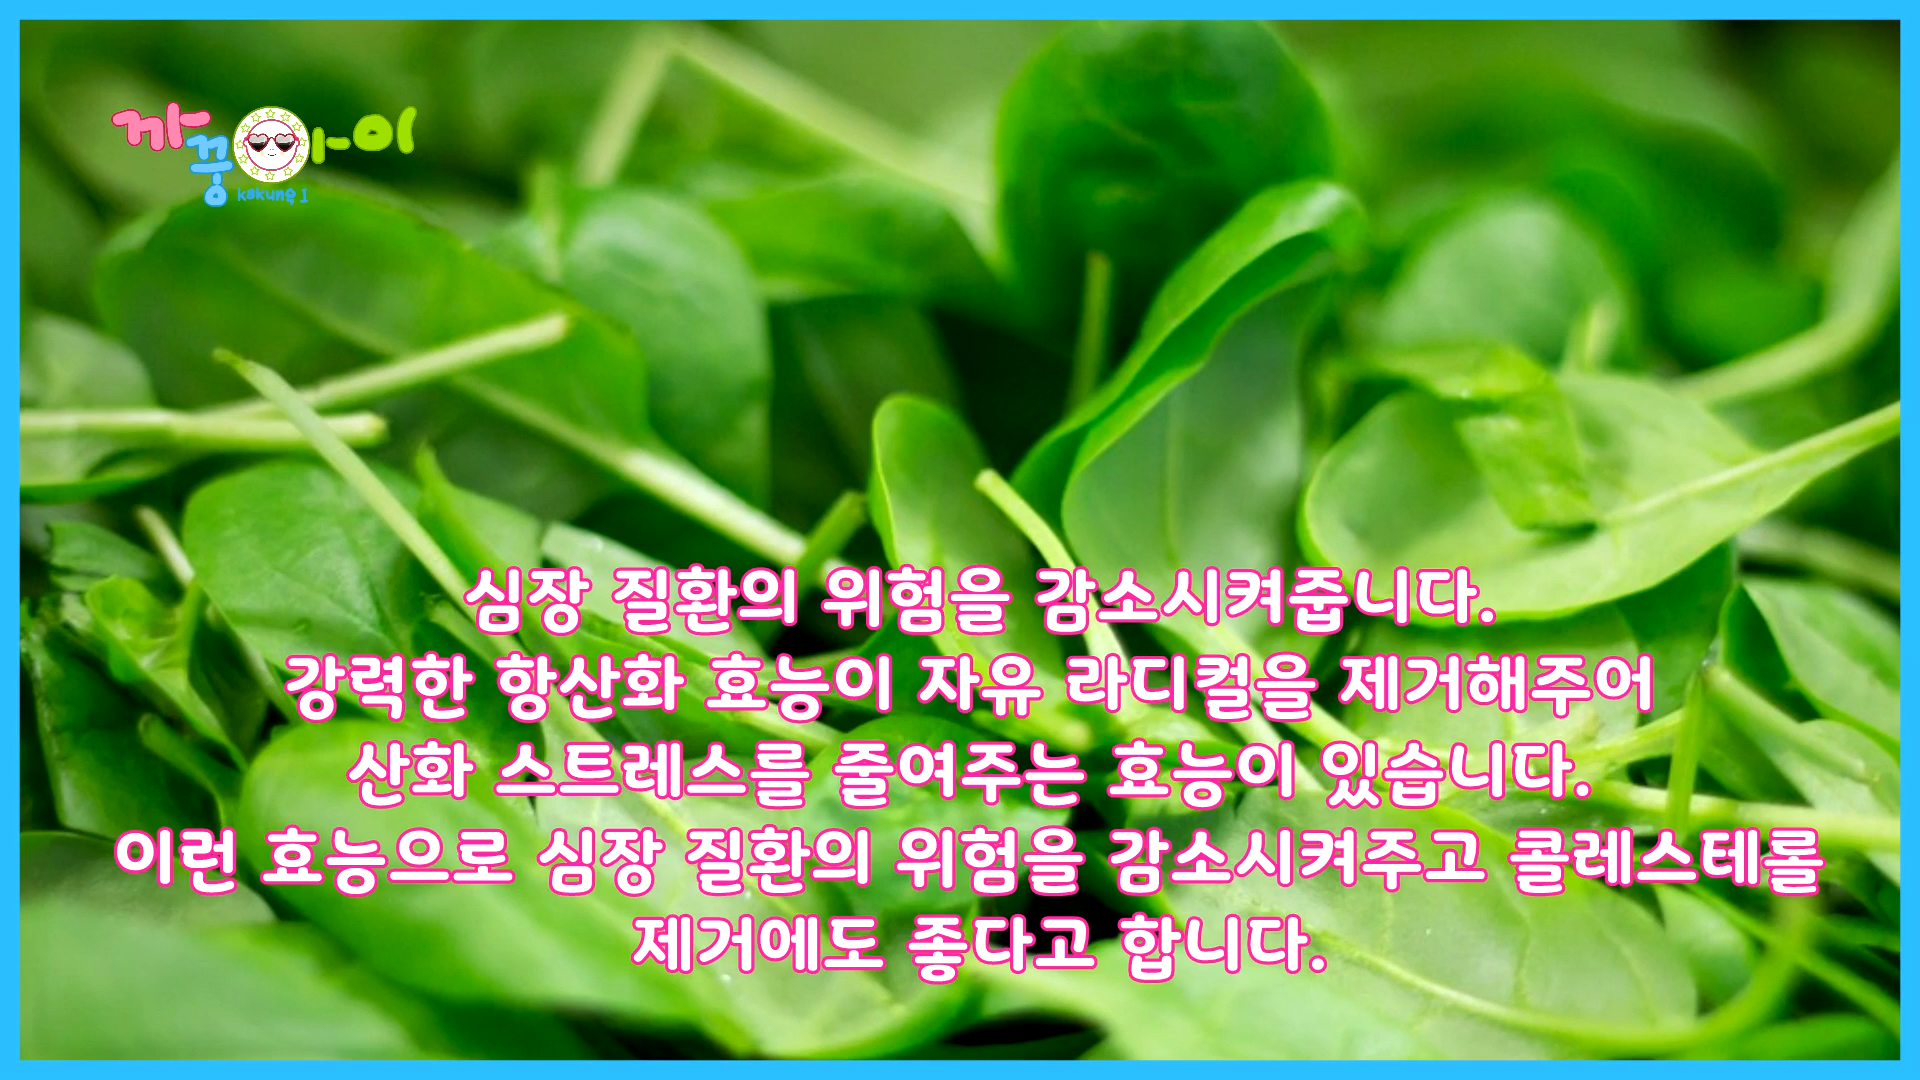 까꿍아이
kakung I
심장 질환의 위험을 감소시켜줍니다.
강력한 항산화 효능이 자유 라디컬을 제거해주어
산화 스트레스를 줄여주는 효능이 있습니다.
이런 효능으로 심장 질환의 위험을 감소시켜주고 콜레스테롤
제거에도 좋다고 합니다.